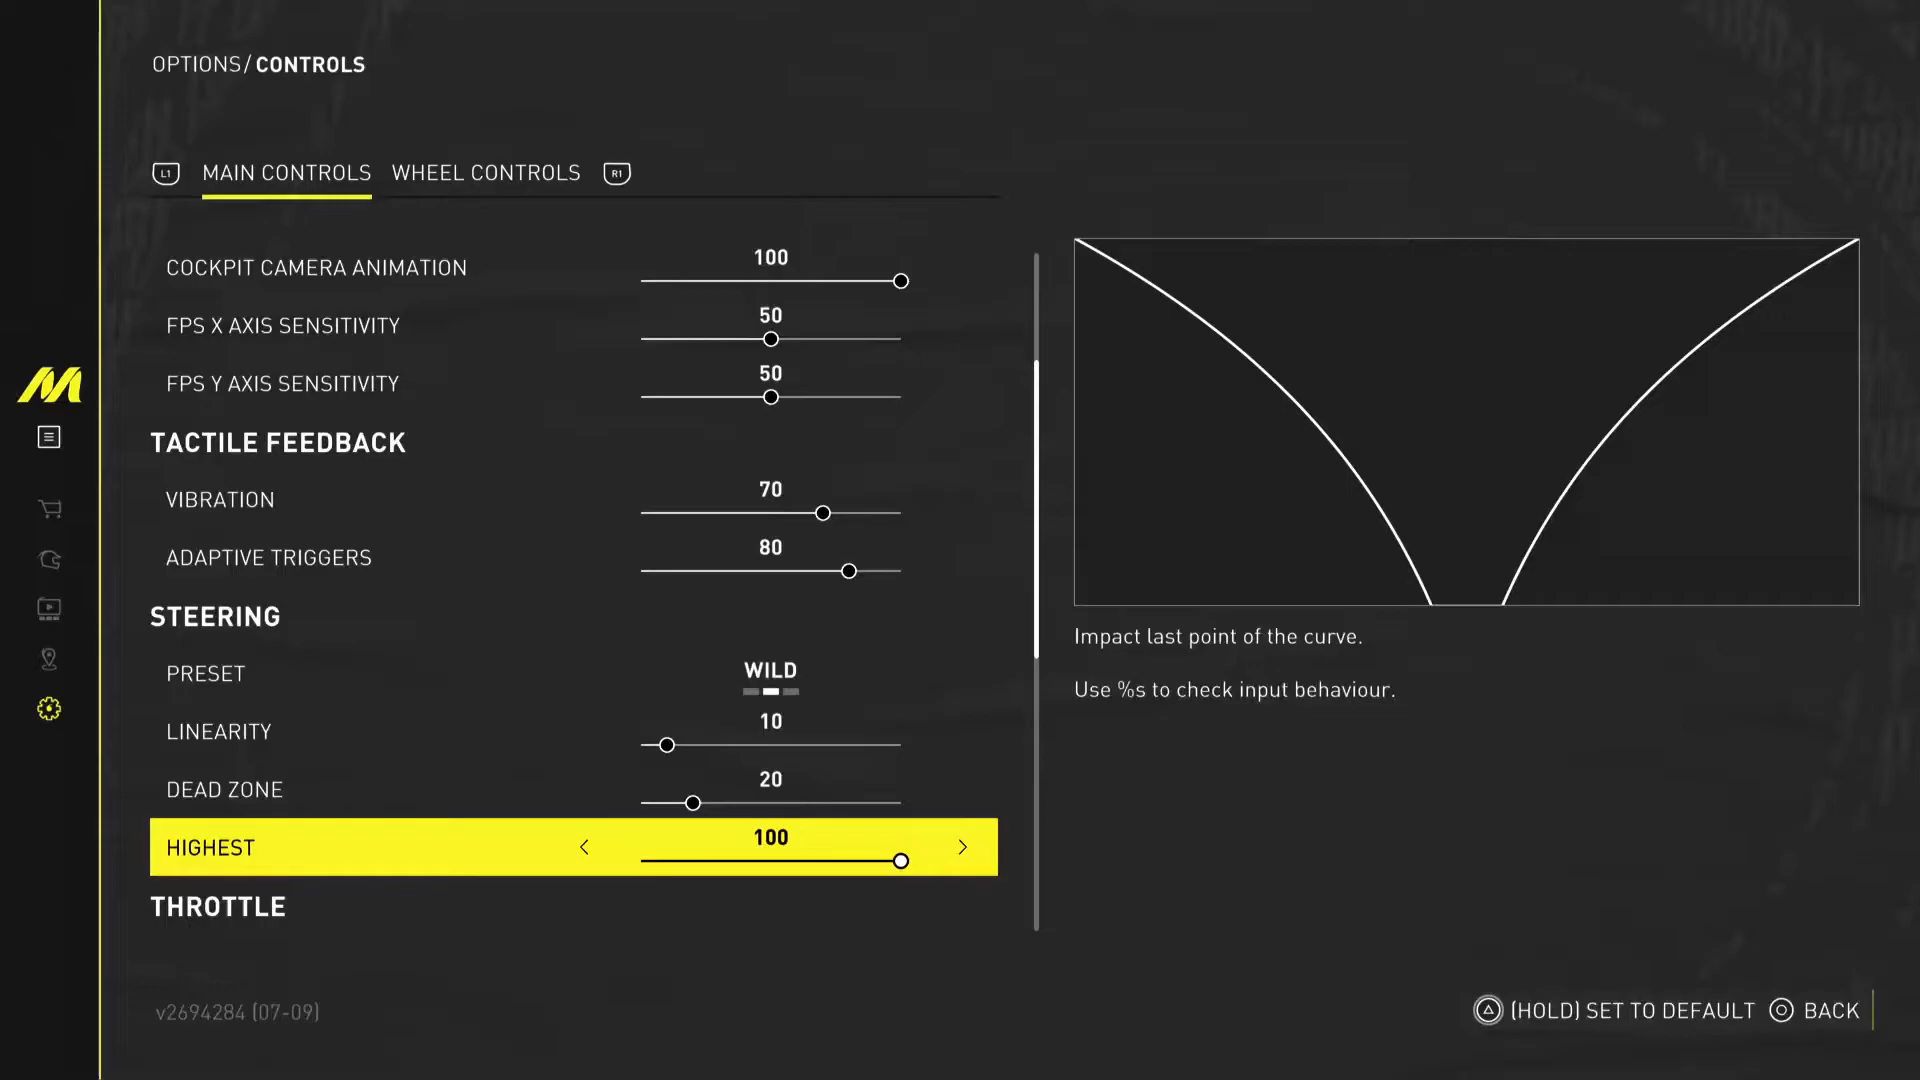 OPTIONS/CONTROLS
L1 MAIN CONTROLS WHEEL CONTROLS R1
COCKPIT CAMERA ANIMATION 100
FPS X AXIS SENSITIVITY 50
FPS Y AXIS SENSITIVITY 50
TACTILE FEEDBACK
VIBRATION 70
ADAPTIVE TRIGGERS 80
STEERING
PRESET WILD
LINEARITY 10
DEAD ZONE 20
HIGHEST 100
THROTTLE
Impact last point of the curve.
Use %s to check input behaviour.
v2694284 (07-09)
(HOLD) SET TO DEFAULT BACK